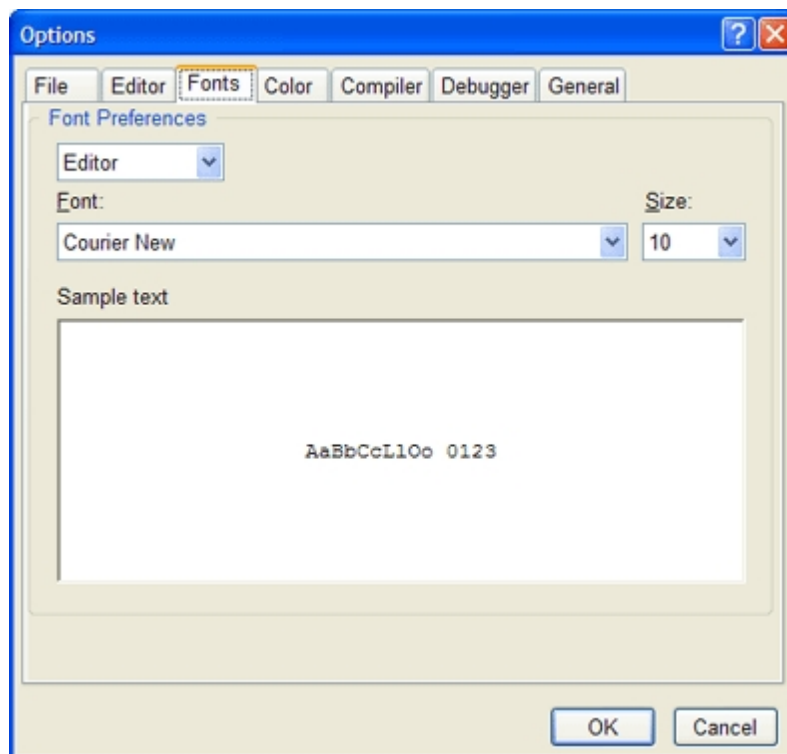 Options
File Editor Fonts Color Compiler Debugger General
Font Preferences
Editor
Font: Size:
Courier New 10
Sample text
AaBbCcLlOo 0123
OK Cancel